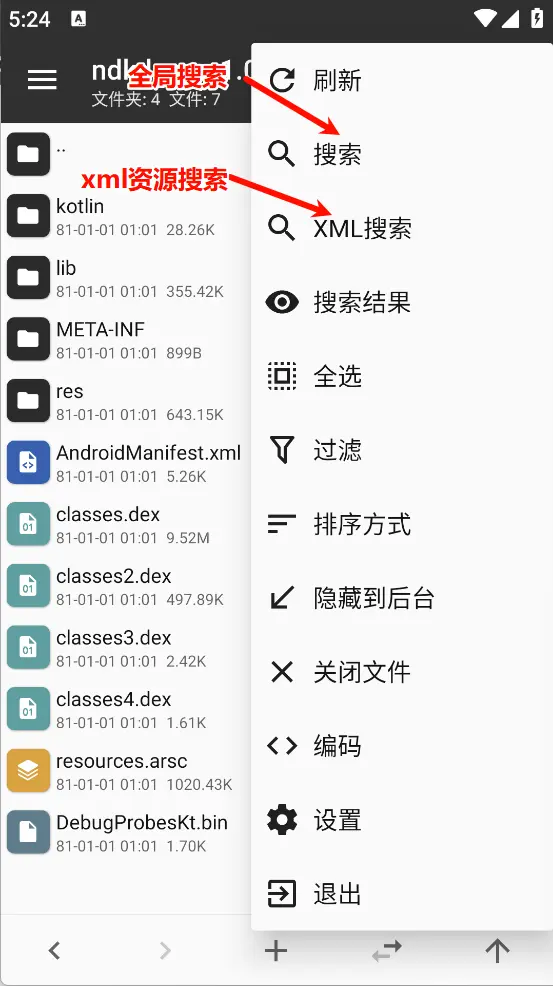 5:24
A
全局搜索
文件夹: 4 文件: 7
..
xml资源搜索
kotlin
81-01-01 01:01 28.26K
lib
81-01-01 01:01 355.42K
META-INF
81-01-01 01:01 899B
res
81-01-01 01:01 643.15K
AndroidManifest.xml
81-01-01 01:01 5.26K
classes.dex
81-01-01 01:01 9.52M
classes2.dex
81-01-01 01:01 497.89K
classes3.dex
81-01-01 01:01 2.42K
classes4.dex
81-01-01 01:01 1.61K
resources.arsc
81-01-01 01:01 1020.43K
DebugProbesKt.bin
81-01-01 01:01 1.70K
刷新
搜索
XML搜索
搜索结果
全选
过滤
排序方式
隐藏到后台
关闭文件
编码
设置
退出